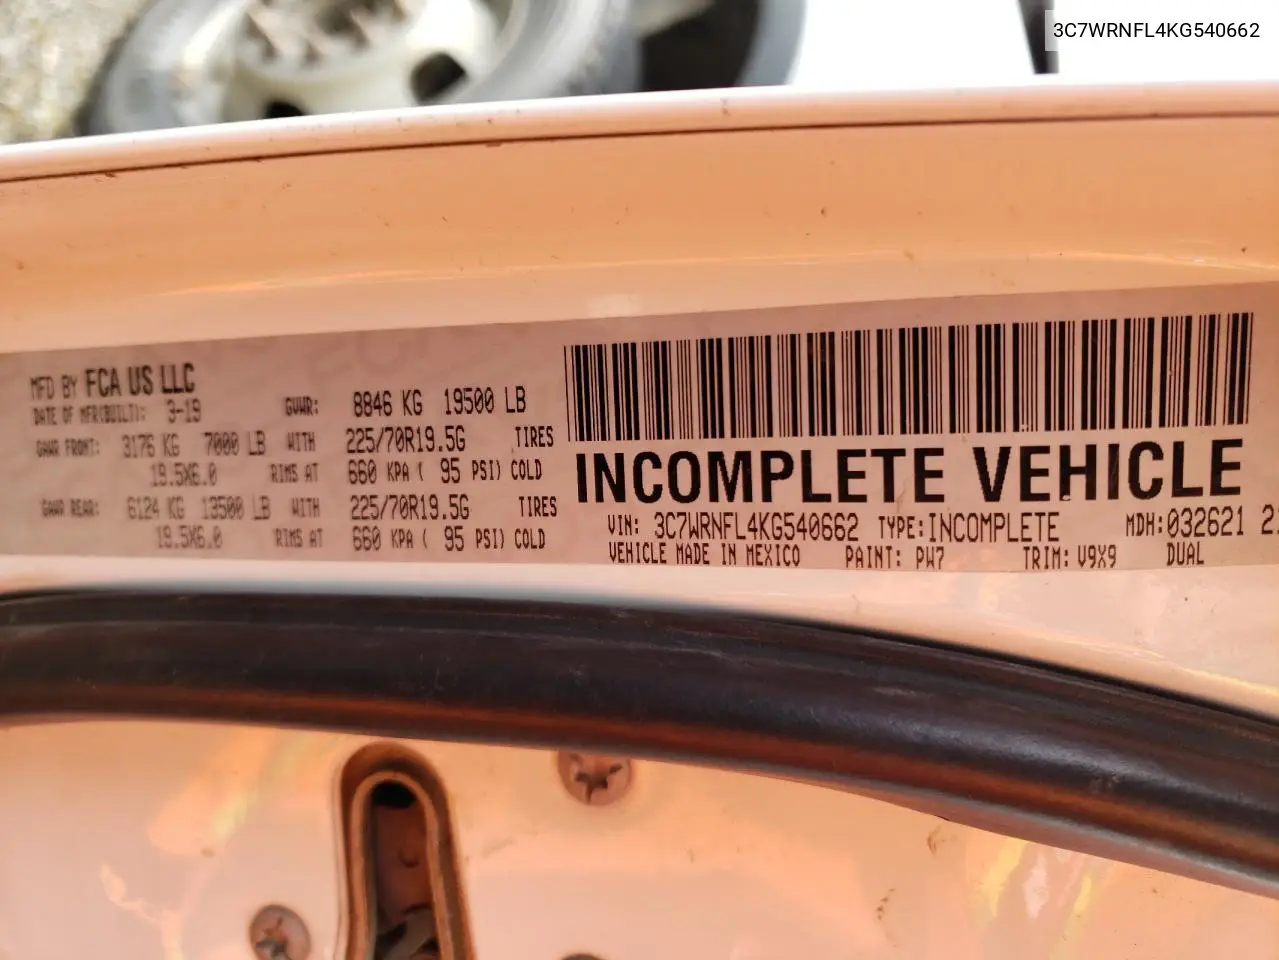 3C7WRNFL4KG540662
MFD BY FCA US LLC
DATE OF MFR(BUILT): 3-19 GVWR: 8846 KG 19500 LB
GAWR FRONT: 3176 KG 7000 LB WITH 225/70R19.5G TIRES
19.5X6.0 RIMS AT 660 KPA ( 95 PSI) COLD
GAWR REAR: 6124 KG 13500 LB WITH 225/70R19.5G TIRES
19.5X6.0 RIMS AT 660 KPA ( 95 PSI) COLD
INCOMPLETE VEHICLE
VIN: 3C7WRNFL4KG540662 TYPE: INCOMPLETE MDH: 032621
VEHICLE MADE IN MEXICO PAINT: PW7 TRIM: V9X9 DUAL